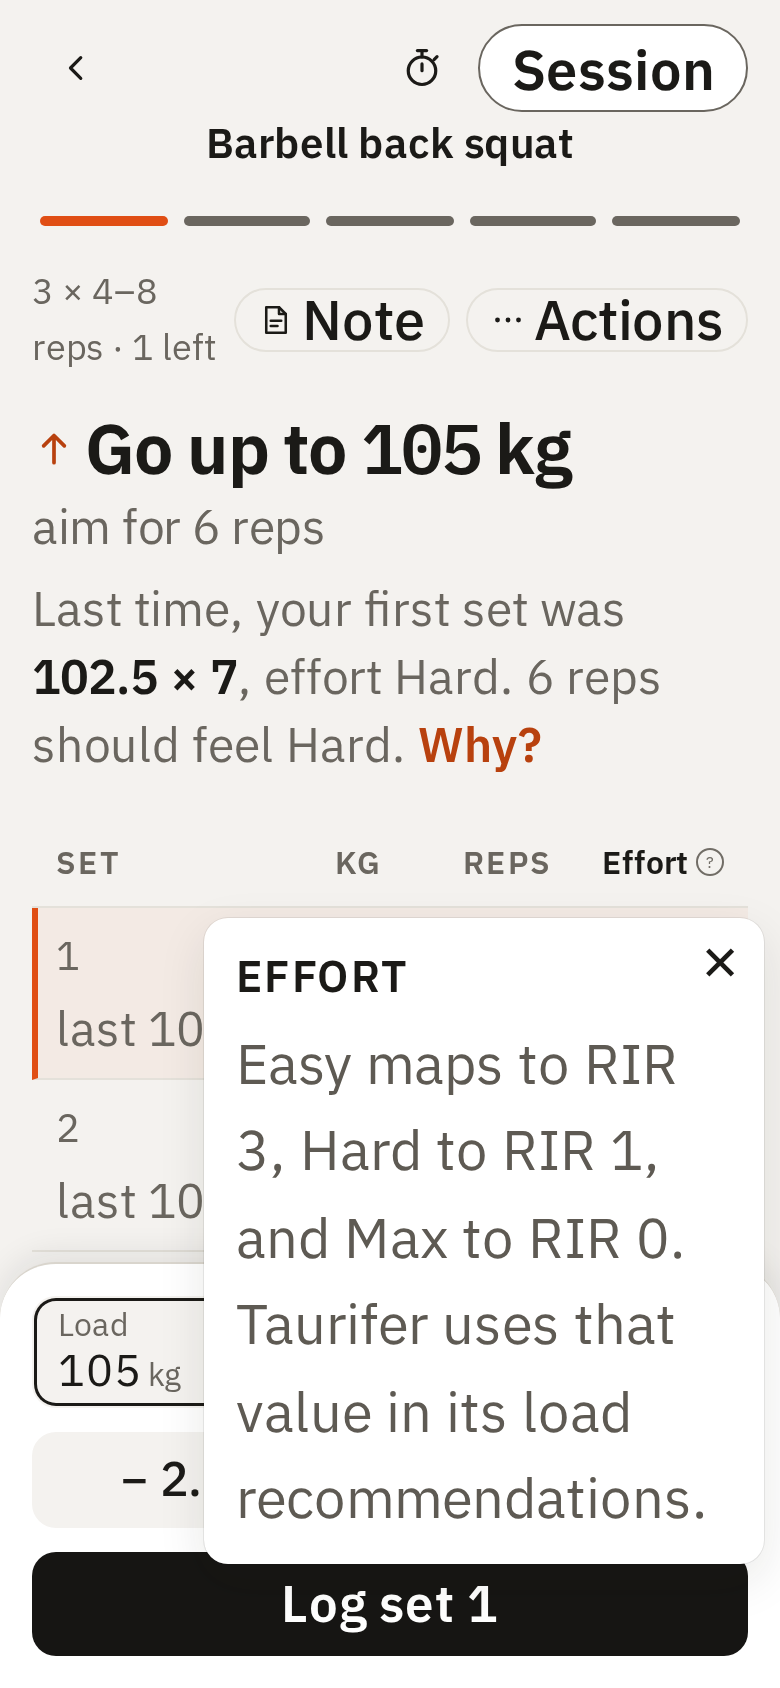 Session
Barbell back squat
3 × 4–8
reps · 1 left
Note
Actions
↑ Go up to 105 kg
aim for 6 reps
Last time, your first set was
102.5 × 7, effort Hard. 6 reps
should feel Hard. Why?
SET KG REPS Effort ?
1
last 10
2
last 10
EFFORT
Easy maps to RIR
3, Hard to RIR 1,
and Max to RIR 0.
Taurifer uses that
value in its load
recommendations.
Load
105 kg
− 2.
Log set 1